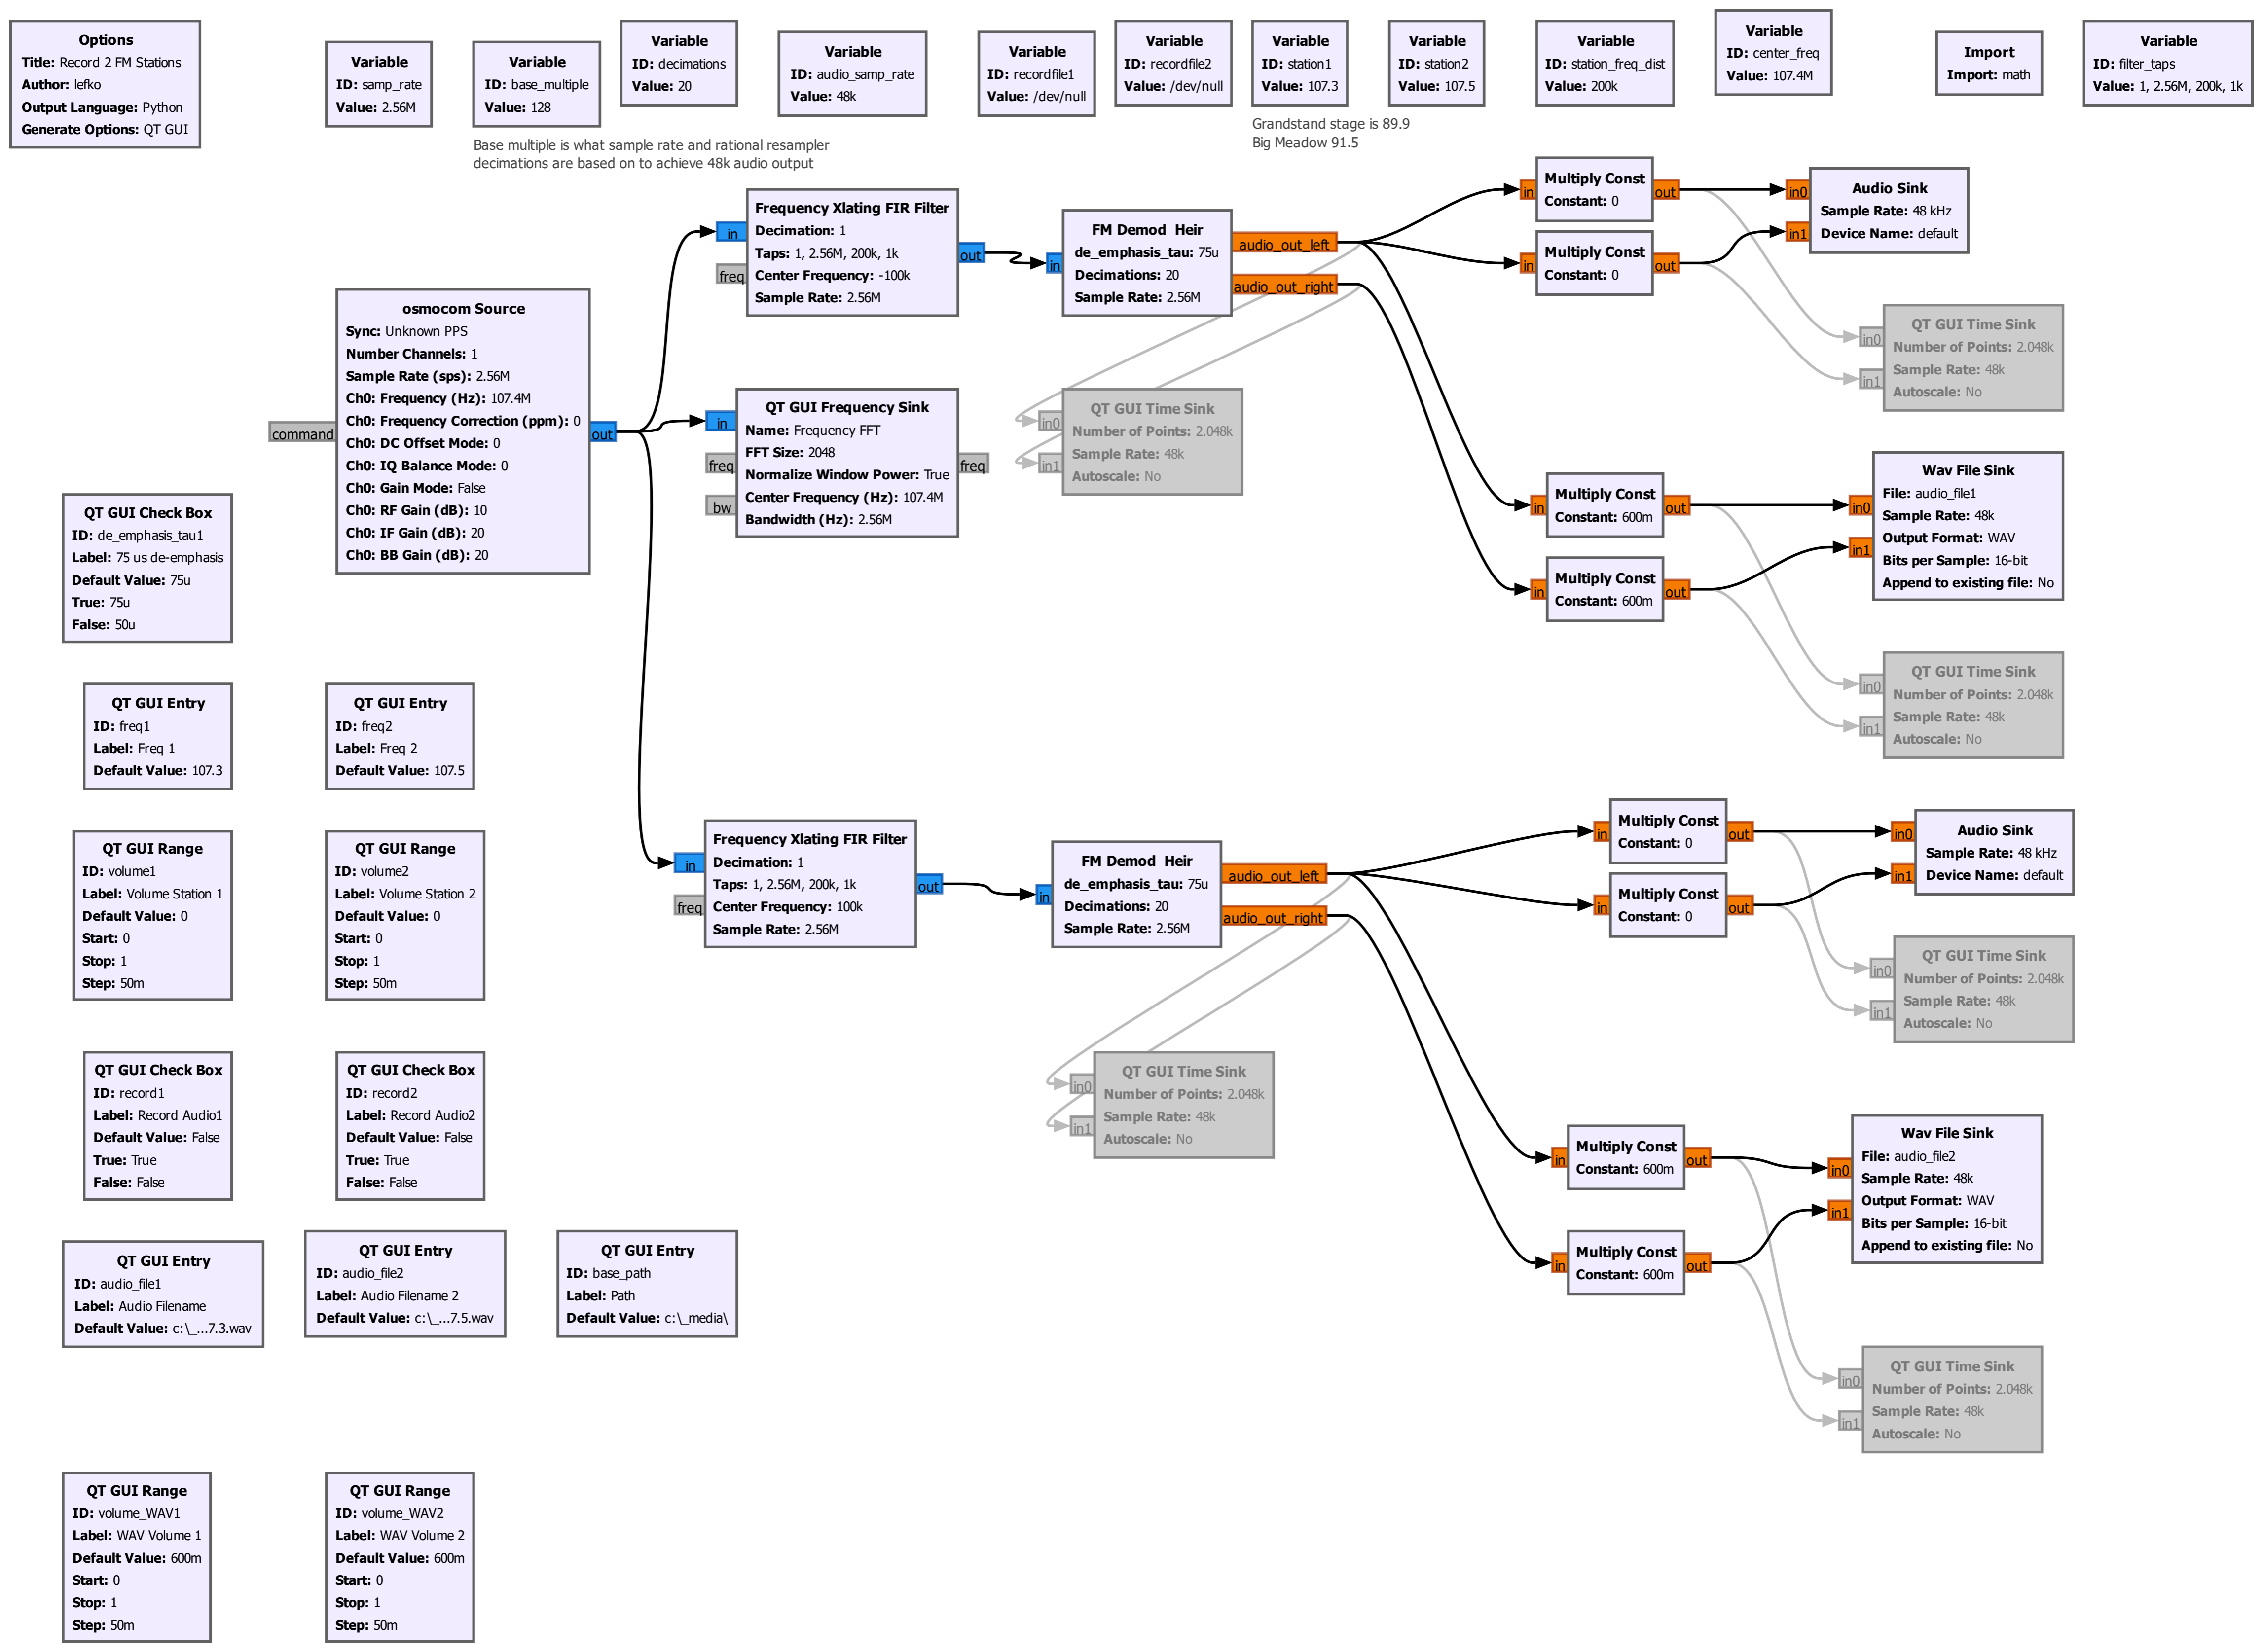 Options
Title: Record 2 FM Stations
Author: lefko
Output Language: Python
Generate Options: QT GUI
Variable
ID: samp_rate
Value: 2.56M
Variable
ID: base_multiple
Value: 128
Variable
ID: decimations
Value: 20
Variable
ID: audio_samp_rate
Value: 48k
Variable
ID: recordfile1
Value: /dev/null
Variable
ID: recordfile2
Value: /dev/null
Variable
ID: station1
Value: 107.3
Variable
ID: station2
Value: 107.5
Variable
ID: station_freq_dist
Value: 200k
Variable
ID: center_freq
Value: 107.4M
Import
Import: math
Variable
ID: filter_taps
Value: 1, 2.56M, 200k, 1k
Base multiple is what sample rate and rational resampler
decimations are based on to achieve 48k audio output
Grandstand stage is 89.9
Big Meadow 91.5
osmocom Source
Sync: Unknown PPS
Number Channels: 1
Sample Rate (sps): 2.56M
Ch0: Frequency (Hz): 107.4M
Ch0: Frequency Correction (ppm): 0
Ch0: DC Offset Mode: 0
Ch0: IQ Balance Mode: 0
Ch0: Gain Mode: False
Ch0: RF Gain (dB): 10
Ch0: IF Gain (dB): 20
Ch0: BB Gain (dB): 20
command
out
Frequency Xlating FIR Filter
Decimation: 1
Taps: 1, 2.56M, 200k, 1k
Center Frequency: -100k
Sample Rate: 2.56M
in
freq
out
FM Demod Heir
de_emphasis_tau: 75u
Decimations: 20
Sample Rate: 2.56M
in
audio_out_left
audio_out_right
in
Multiply Const
Constant: 0
out
in
Multiply Const
Constant: 0
out
in0
in1
Audio Sink
Sample Rate: 48 kHz
Device Name: default
in0
in1
QT GUI Time Sink
Number of Points: 2.048k
Sample Rate: 48k
Autoscale: No
QT GUI Frequency Sink
Name: Frequency FFT
FFT Size: 2048
Normalize Window Power: True
Center Frequency (Hz): 107.4M
Bandwidth (Hz): 2.56M
in
freq
bw
freq
in0
in1
QT GUI Time Sink
Number of Points: 2.048k
Sample Rate: 48k
Autoscale: No
in
Multiply Const
Constant: 600m
out
in
Multiply Const
Constant: 600m
out
in0
in1
Wav File Sink
File: audio_file1
Sample Rate: 48k
Output Format: WAV
Bits per Sample: 16-bit
Append to existing file: No
in0
in1
QT GUI Time Sink
Number of Points: 2.048k
Sample Rate: 48k
Autoscale: No
QT GUI Check Box
ID: de_emphasis_tau1
Label: 75 us de-emphasis
Default Value: 75u
True: 75u
False: 50u
QT GUI Entry
ID: freq1
Label: Freq 1
Default Value: 107.3
QT GUI Entry
ID: freq2
Label: Freq 2
Default Value: 107.5
QT GUI Range
ID: volume1
Label: Volume Station 1
Default Value: 0
Start: 0
Stop: 1
Step: 50m
QT GUI Range
ID: volume2
Label: Volume Station 2
Default Value: 0
Start: 0
Stop: 1
Step: 50m
Frequency Xlating FIR Filter
Decimation: 1
Taps: 1, 2.56M, 200k, 1k
Center Frequency: 100k
Sample Rate: 2.56M
in
freq
out
FM Demod Heir
de_emphasis_tau: 75u
Decimations: 20
Sample Rate: 2.56M
in
audio_out_left
audio_out_right
in
Multiply Const
Constant: 0
out
in
Multiply Const
Constant: 0
out
in0
in1
Audio Sink
Sample Rate: 48 kHz
Device Name: default
in0
in1
QT GUI Time Sink
Number of Points: 2.048k
Sample Rate: 48k
Autoscale: No
QT GUI Check Box
ID: record1
Label: Record Audio1
Default Value: False
True: True
False: False
QT GUI Check Box
ID: record2
Label: Record Audio2
Default Value: False
True: True
False: False
in0
in1
QT GUI Time Sink
Number of Points: 2.048k
Sample Rate: 48k
Autoscale: No
in
Multiply Const
Constant: 600m
out
in
Multiply Const
Constant: 600m
out
in0
in1
Wav File Sink
File: audio_file2
Sample Rate: 48k
Output Format: WAV
Bits per Sample: 16-bit
Append to existing file: No
in0
in1
QT GUI Time Sink
Number of Points: 2.048k
Sample Rate: 48k
Autoscale: No
QT GUI Entry
ID: audio_file1
Label: Audio Filename
Default Value: c:\_...7.3.wav
QT GUI Entry
ID: audio_file2
Label: Audio Filename 2
Default Value: c:\_...7.5.wav
QT GUI Entry
ID: base_path
Label: Path
Default Value: c:\_media\
QT GUI Range
ID: volume_WAV1
Label: WAV Volume 1
Default Value: 600m
Start: 0
Stop: 1
Step: 50m
QT GUI Range
ID: volume_WAV2
Label: WAV Volume 2
Default Value: 600m
Start: 0
Stop: 1
Step: 50m